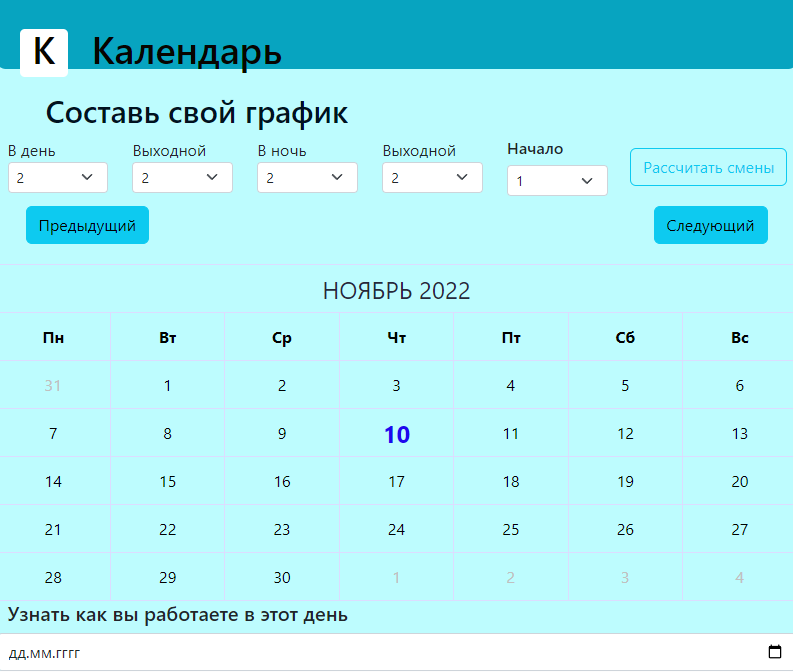 К Календарь
Составь свой график
В день Выходной В ночь Выходной Начало
2 2 2 2 1 Рассчитать смены
Предыдущий Следующий
НОЯБРЬ 2022
Пн Вт Ср Чт Пт Сб Вс
31 1 2 3 4 5 6
7 8 9 10 11 12 13
14 15 16 17 18 19 20
21 22 23 24 25 26 27
28 29 30 1 2 3 4
Узнать как вы работаете в этот день
дд.мм.гггг